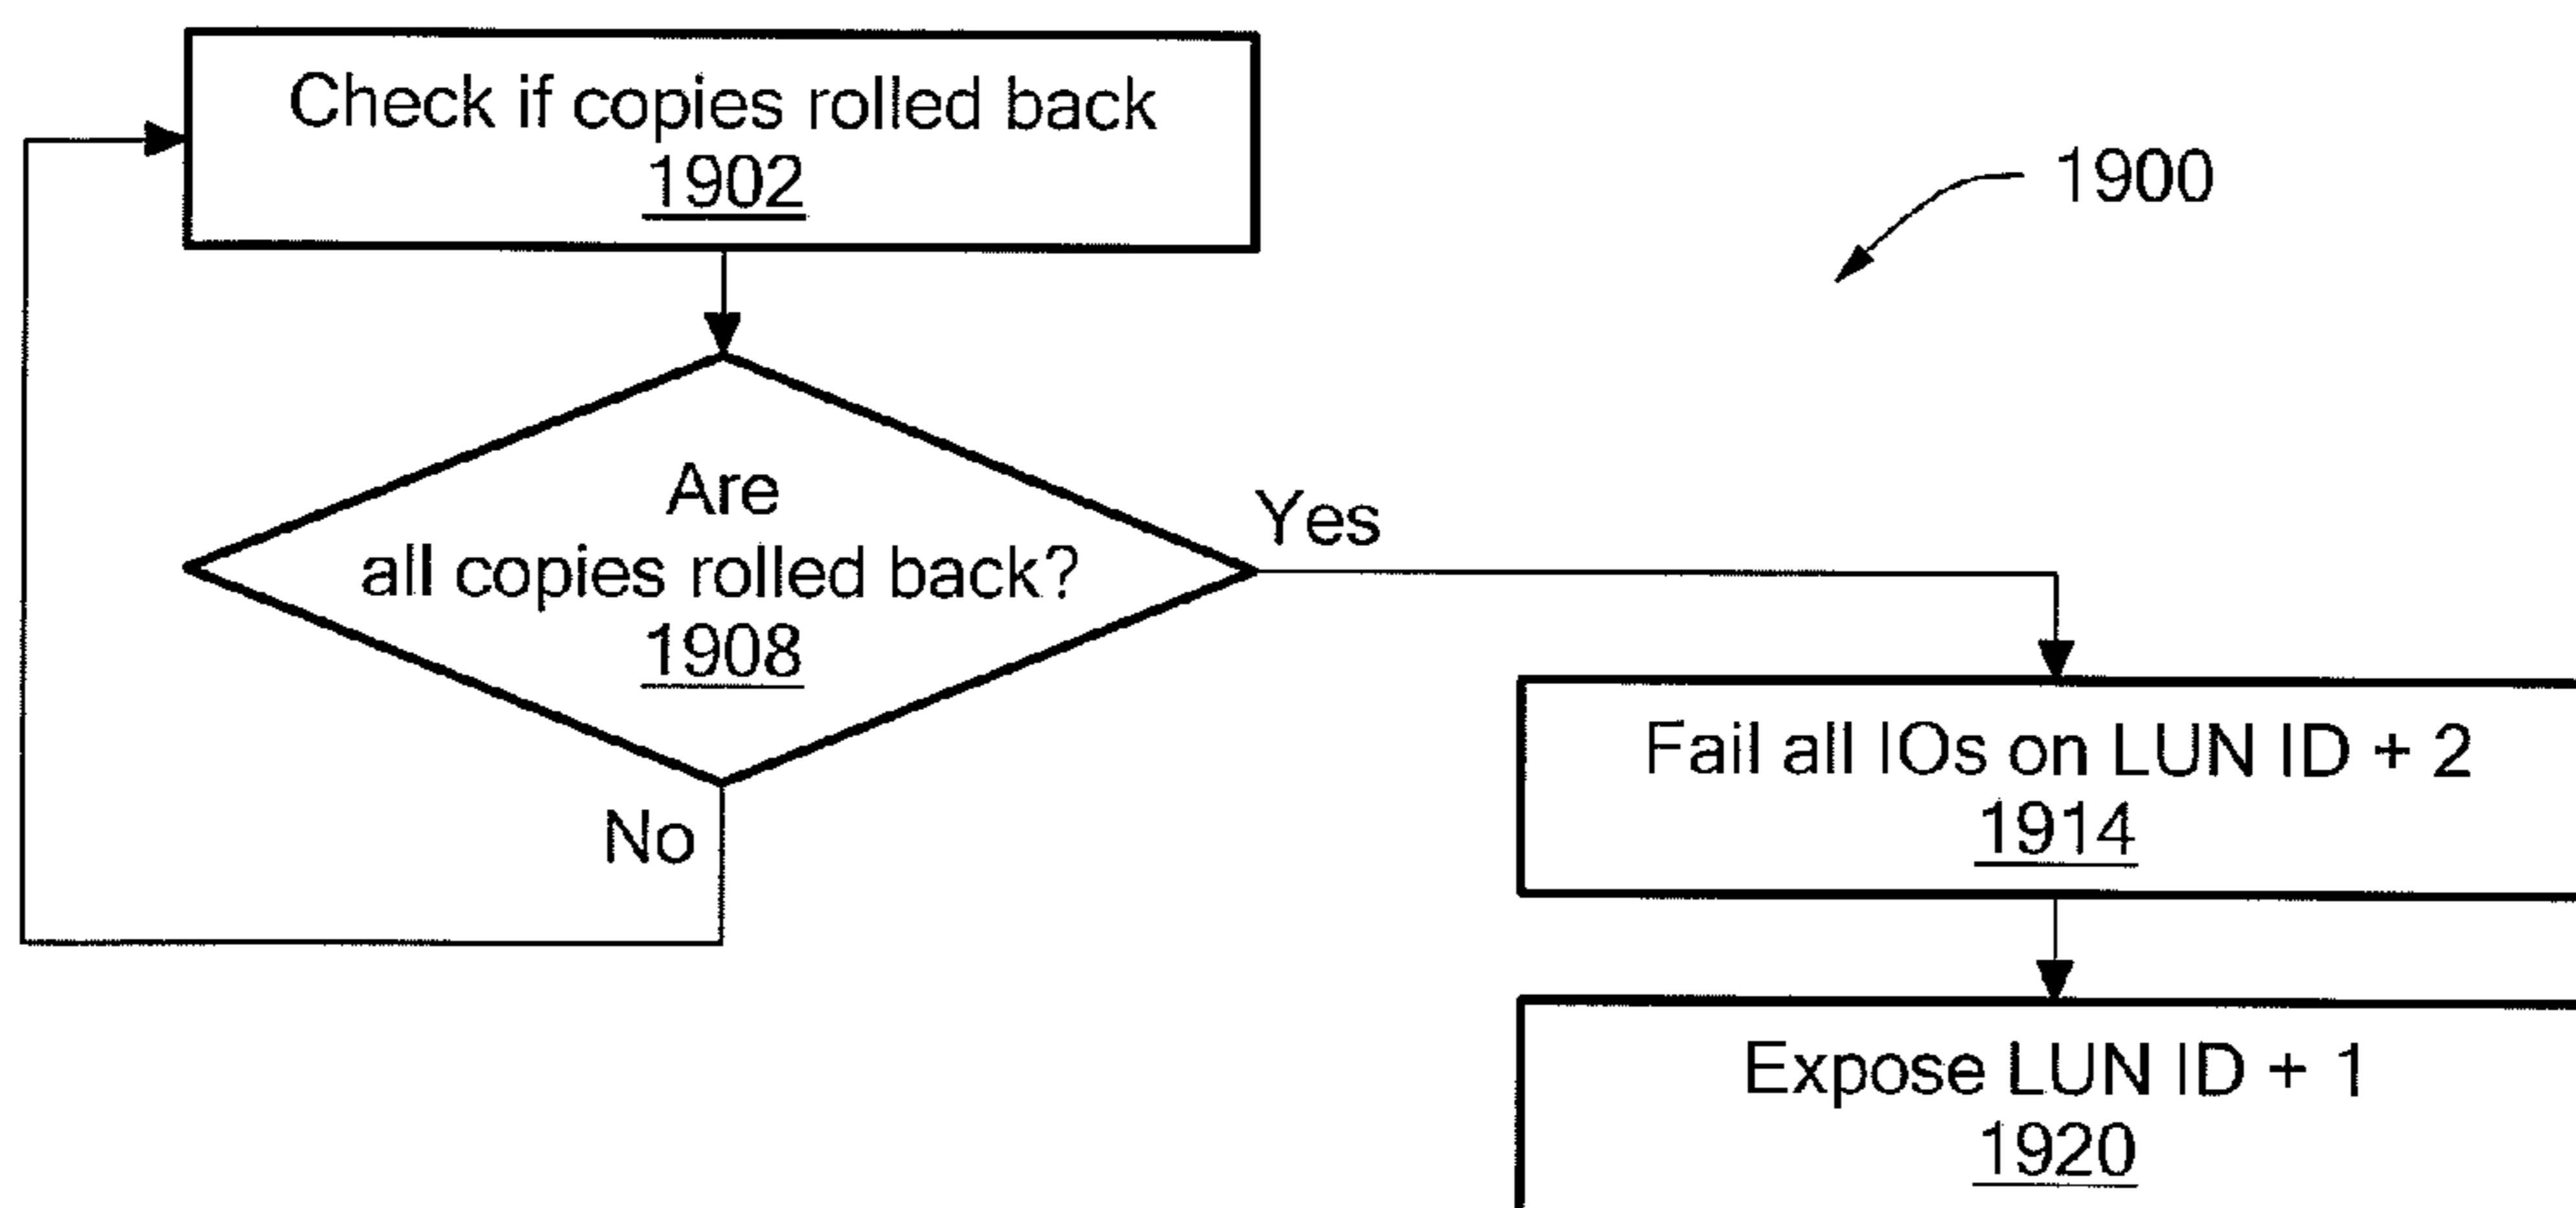 Check if copies rolled back
1902
1900
Are
all copies rolled back?
1908
Yes
No
Fail all IOs on LUN ID + 2
1914
Expose LUN ID + 1
1920